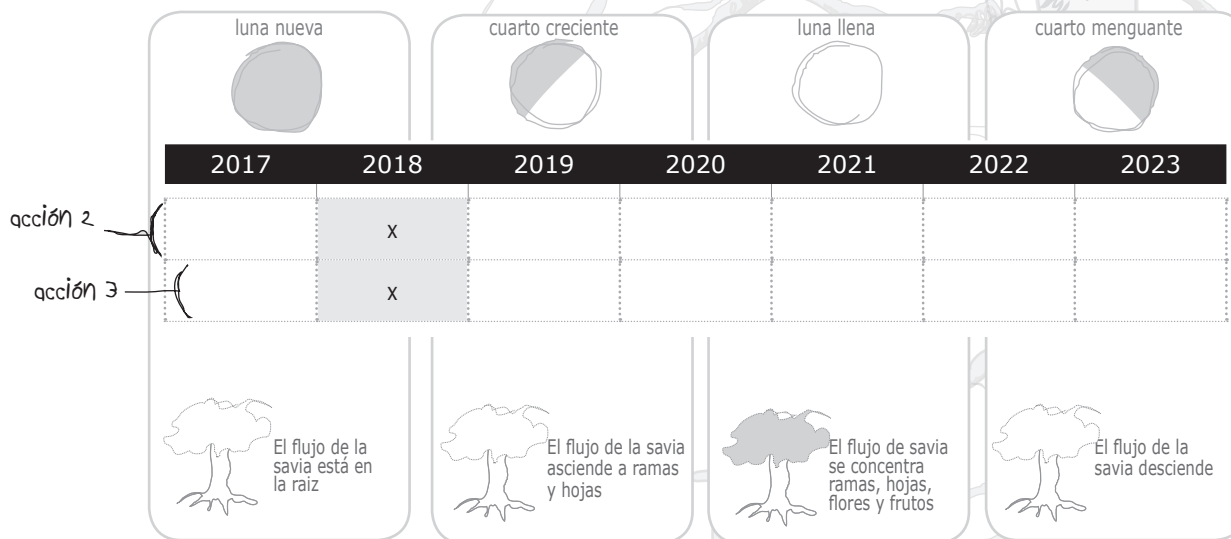 luna nueva
cuarto creciente
luna llena
cuarto menguante
2017 2018 2019 2020 2021 2022 2023
acción 2
x
acción 3
x
El flujo de la
savia está en
la raiz
El flujo de la savia
asciende a ramas
y hojas
El flujo de savia
se concentra
ramas, hojas,
flores y frutos
El flujo de la
savia desciende